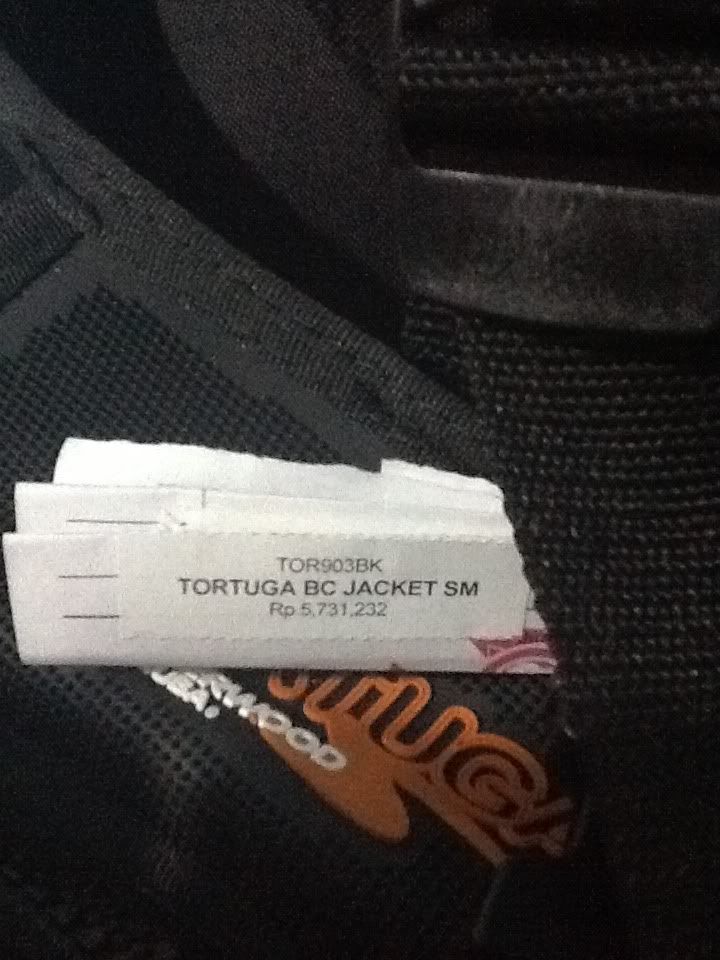 TOR903BK
TORTUGA BC JACKET SM
Rp 5,731,232